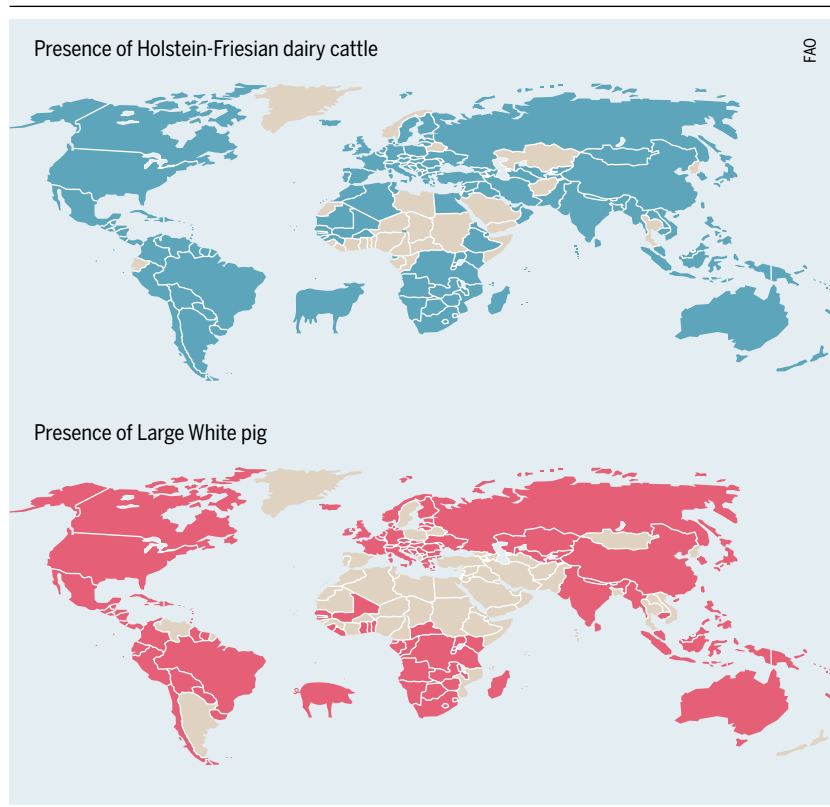 Presence of Holstein-Friesian dairy cattle
FAO
Presence of Large White pig